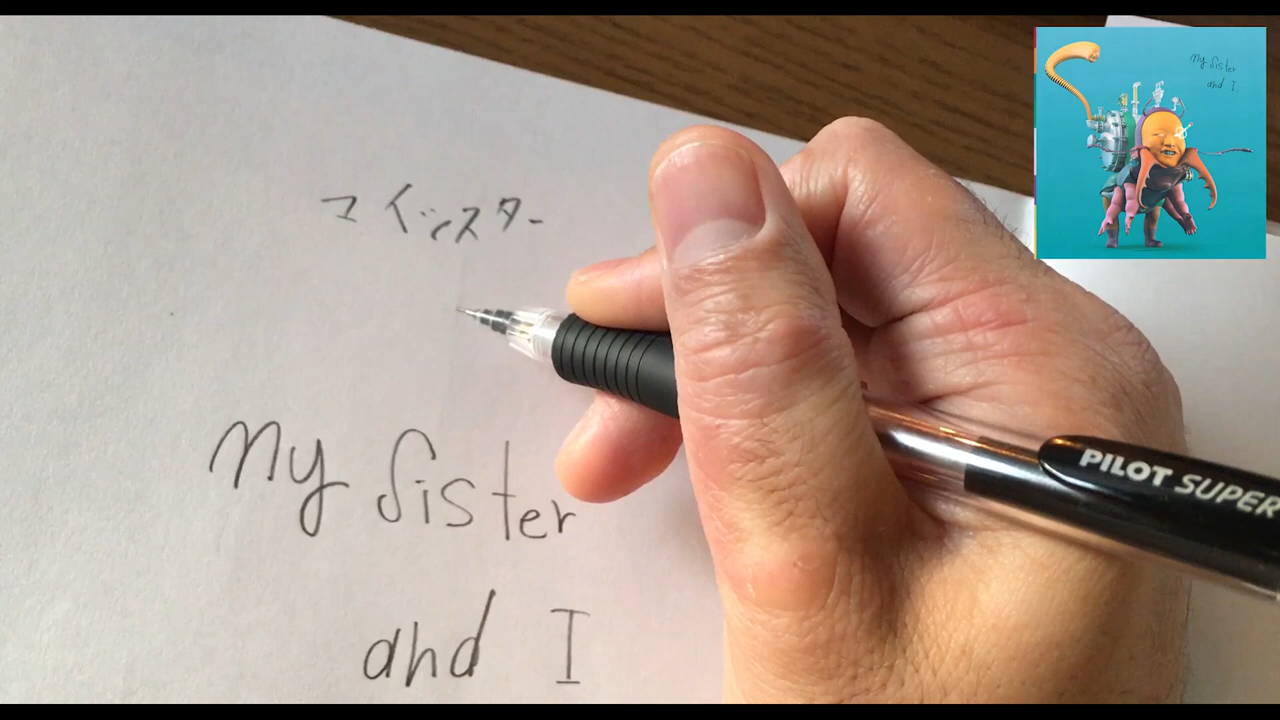 マイシスター
My Sister
and I
PILOT SUPER
My Sister
and I.